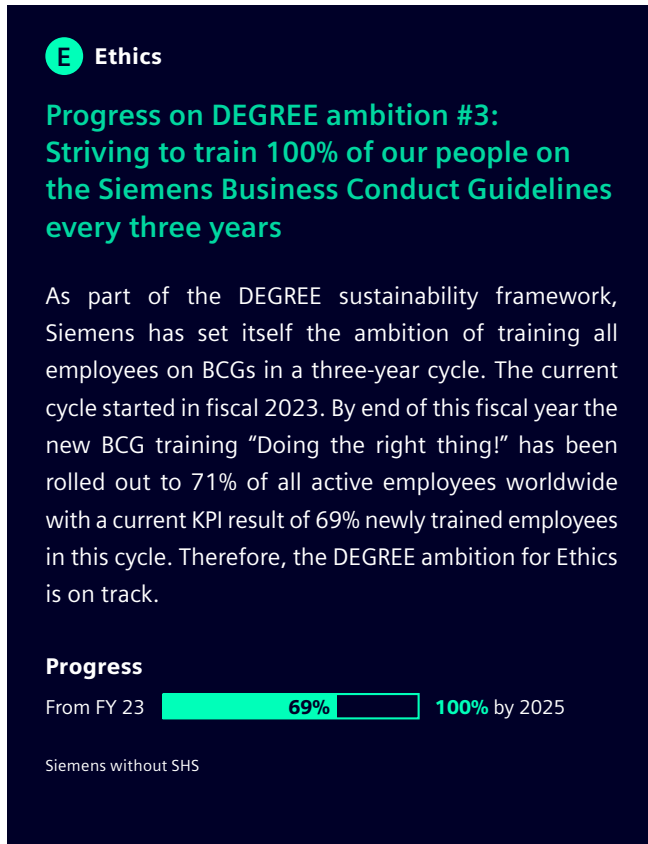 E Ethics
Progress on DEGREE ambition #3:
Striving to train 100% of our people on
the Siemens Business Conduct Guidelines
every three years
As part of the DEGREE sustainability framework,
Siemens has set itself the ambition of training all
employees on BCGs in a three-year cycle. The current
cycle started in fiscal 2023. By end of this fiscal year the
new BCG training “Doing the right thing!” has been
rolled out to 71% of all active employees worldwide
with a current KPI result of 69% newly trained employees
in this cycle. Therefore, the DEGREE ambition for Ethics
is on track.
Progress
From FY 23 69% 100% by 2025
Siemens without SHS